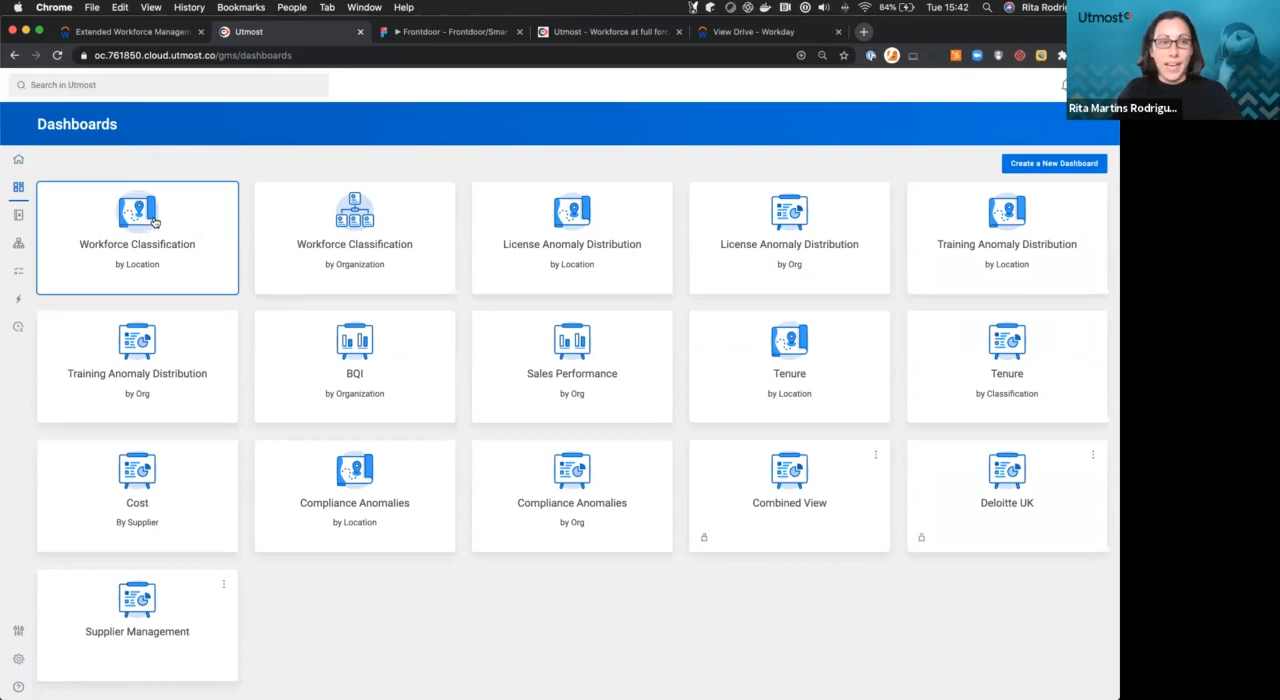 Chrome File Edit View History Bookmarks People Tab Window Help 84% Tue 15:42 Rita Rodrig
Extended Workforce Managem Utmost Frontdoor - Frontdoor/Smar Utmost - Workforce at full forc View Drive - Workday
oc.761850.cloud.utmost.co/gms/dashboards
Utmost
Rita Martins Rodrigu...
Search in Utmost
Dashboards
Create a New Dashboard
Workforce Classification
by Location
Workforce Classification
by Organization
License Anomaly Distribution
by Location
License Anomaly Distribution
by Org
Training Anomaly Distribution
by Location
Training Anomaly Distribution
by Org
BQI
by Organization
Sales Performance
by Org
Tenure
by Location
Tenure
by Classification
Cost
By Supplier
Compliance Anomalies
by Location
Compliance Anomalies
by Org
Combined View
Deloitte UK
Supplier Management